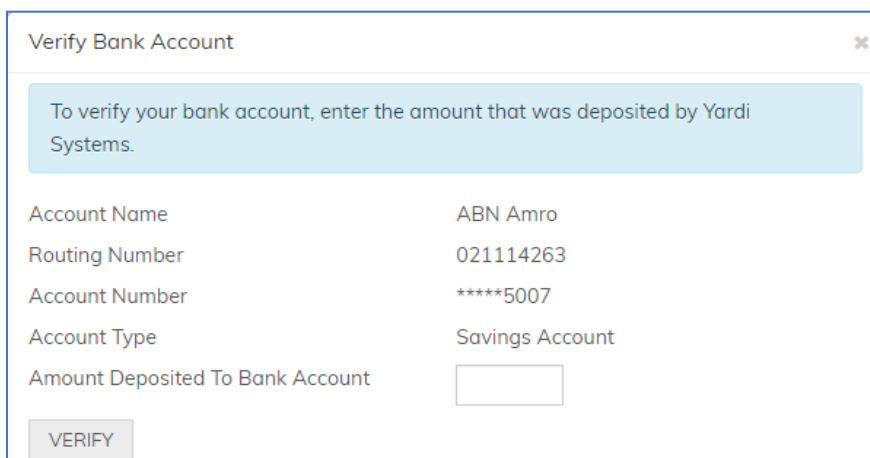 Verify Bank Account
To verify your bank account, enter the amount that was deposited by Yardi
Systems.
Account Name ABN Amro
Routing Number 021114263
Account Number *****5007
Account Type Savings Account
Amount Deposited To Bank Account
VERIFY